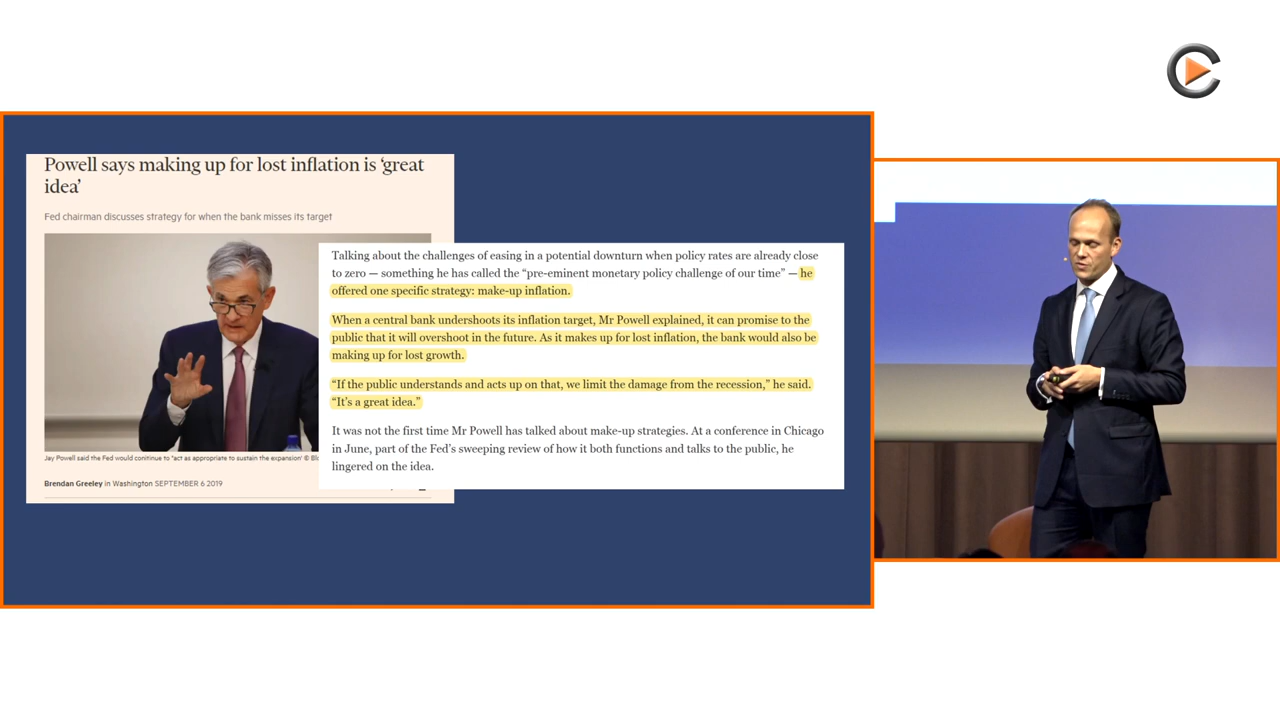 Powell says making up for lost inflation is ‘great
idea’
Fed chairman discusses strategy for when the bank misses its target
Jay Powell said the Fed would continue to "act as appropriate to sustain the expansion' ©
Brendan Greeley in Washington SEPTEMBER 6 2019
Talking about the challenges of easing in a potential downturn when policy rates are already close
to zero — something he has called the “pre-eminent monetary policy challenge of our time” — he
offered one specific strategy: make-up inflation.
When a central bank undershoots its inflation target, Mr Powell explained, it can promise to the
public that it will overshoot in the future. As it makes up for lost inflation, the bank would also be
making up for lost growth.
“If the public understands and acts up on that, we limit the damage from the recession,” he said.
“It’s a great idea.”
It was not the first time Mr Powell has talked about make-up strategies. At a conference in Chicago
in June, part of the Fed’s sweeping review of how it both functions and talks to the public, he
lingered on the idea.